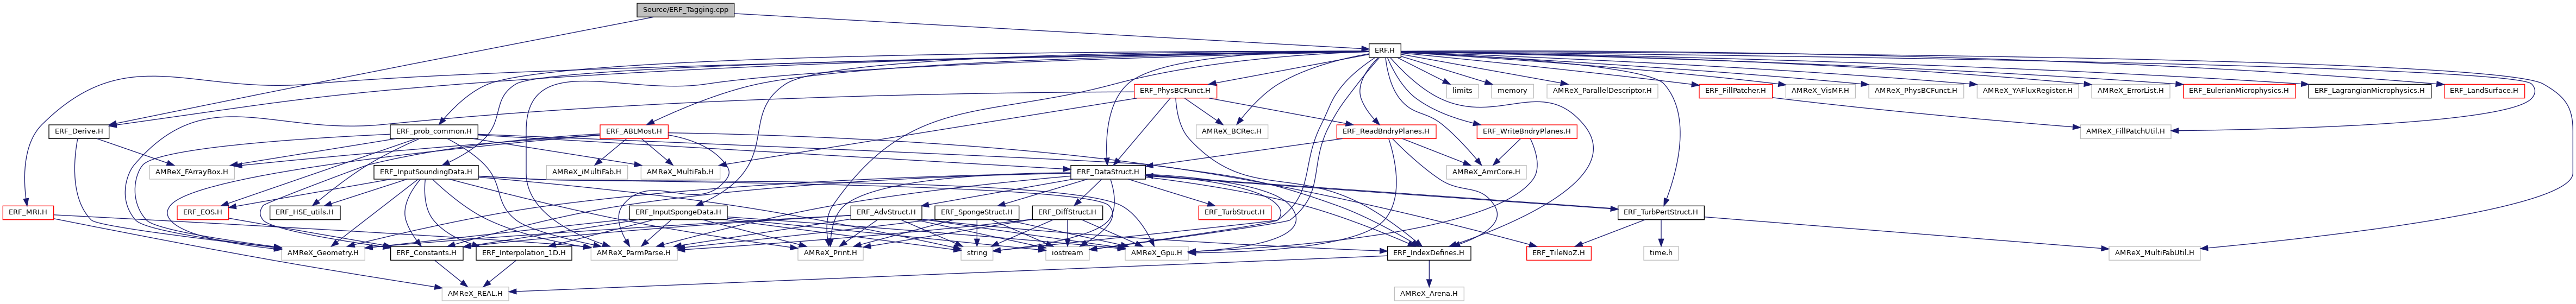 Source/ERF_Tagging.cpp
ERF.H
ERF_PhysBCFunct.H
limits
memory
AMReX_ParallelDescriptor.H
ERF_FillPatcher.H
AMReX_VisMF.H
AMReX_PhysBCFunct.H
AMReX_YAFluxRegister.H
AMReX_ErrorList.H
ERF_EulerianMicrophysics.H
ERF_LagrangianMicrophysics.H
ERF_LandSurface.H
ERF_Derive.H
ERF_prob_common.H
ERF_ABLMost.H
AMReX_BCRec.H
ERF_ReadBndryPlanes.H
ERF_WriteBndryPlanes.H
AMReX_FillPatchUtil.H
AMReX_FArrayBox.H
ERF_InputSoundingData.H
AMReX_iMultiFab.H
AMReX_MultiFab.H
ERF_DataStruct.H
AMReX_AmrCore.H
ERF_MRI.H
ERF_EOS.H
ERF_HSE_utils.H
ERF_InputSpongeData.H
ERF_AdvStruct.H
ERF_SpongeStruct.H
ERF_DiffStruct.H
ERF_TurbStruct.H
ERF_TurbPertStruct.H
AMReX_Geometry.H
ERF_Constants.H
ERF_Interpolation_1D.H
AMReX_ParmParse.H
AMReX_Print.H
string
iostream
AMReX_Gpu.H
ERF_IndexDefines.H
ERF_TileNoZ.H
time.h
AMReX_MultiFabUtil.H
AMReX_REAL.H
AMReX_Arena.H